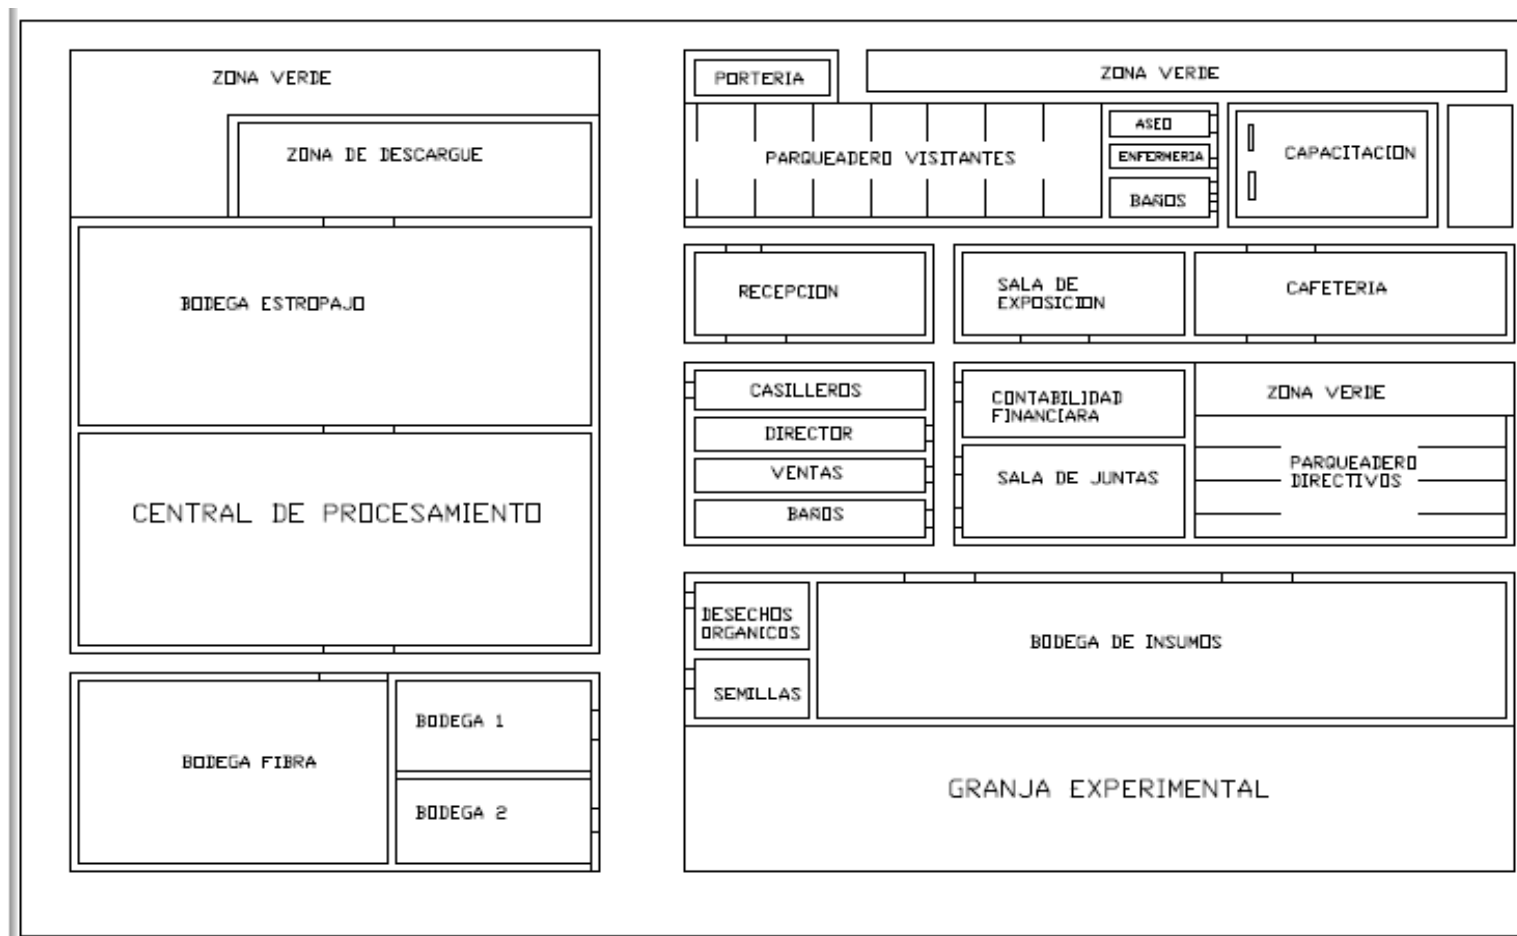 ZONA VERDE
ZONA DE DESCARGUE
BODEGA ESTROPAJO
CENTRAL DE PROCESAMIENTO
BODEGA FIBRA
BODEGA 1
BODEGA 2
PORTERIA
ZONA VERDE
PARQUEADERO VISITANTES
ASEO
ENFERMERIA
BAÑOS
CAPACITACION
RECEPCION
SALA DE
EXPOSICION
CAFETERIA
CASILLEROS
DIRECTOR
VENTAS
BAÑOS
CONTABILIDAD
FINANCIARA
SALA DE JUNTAS
ZONA VERDE
PARQUEADERO
DIRECTIVOS
DESECHOS
ORGANICOS
SEMILLAS
BODEGA DE INSUMOS
GRANJA EXPERIMENTAL